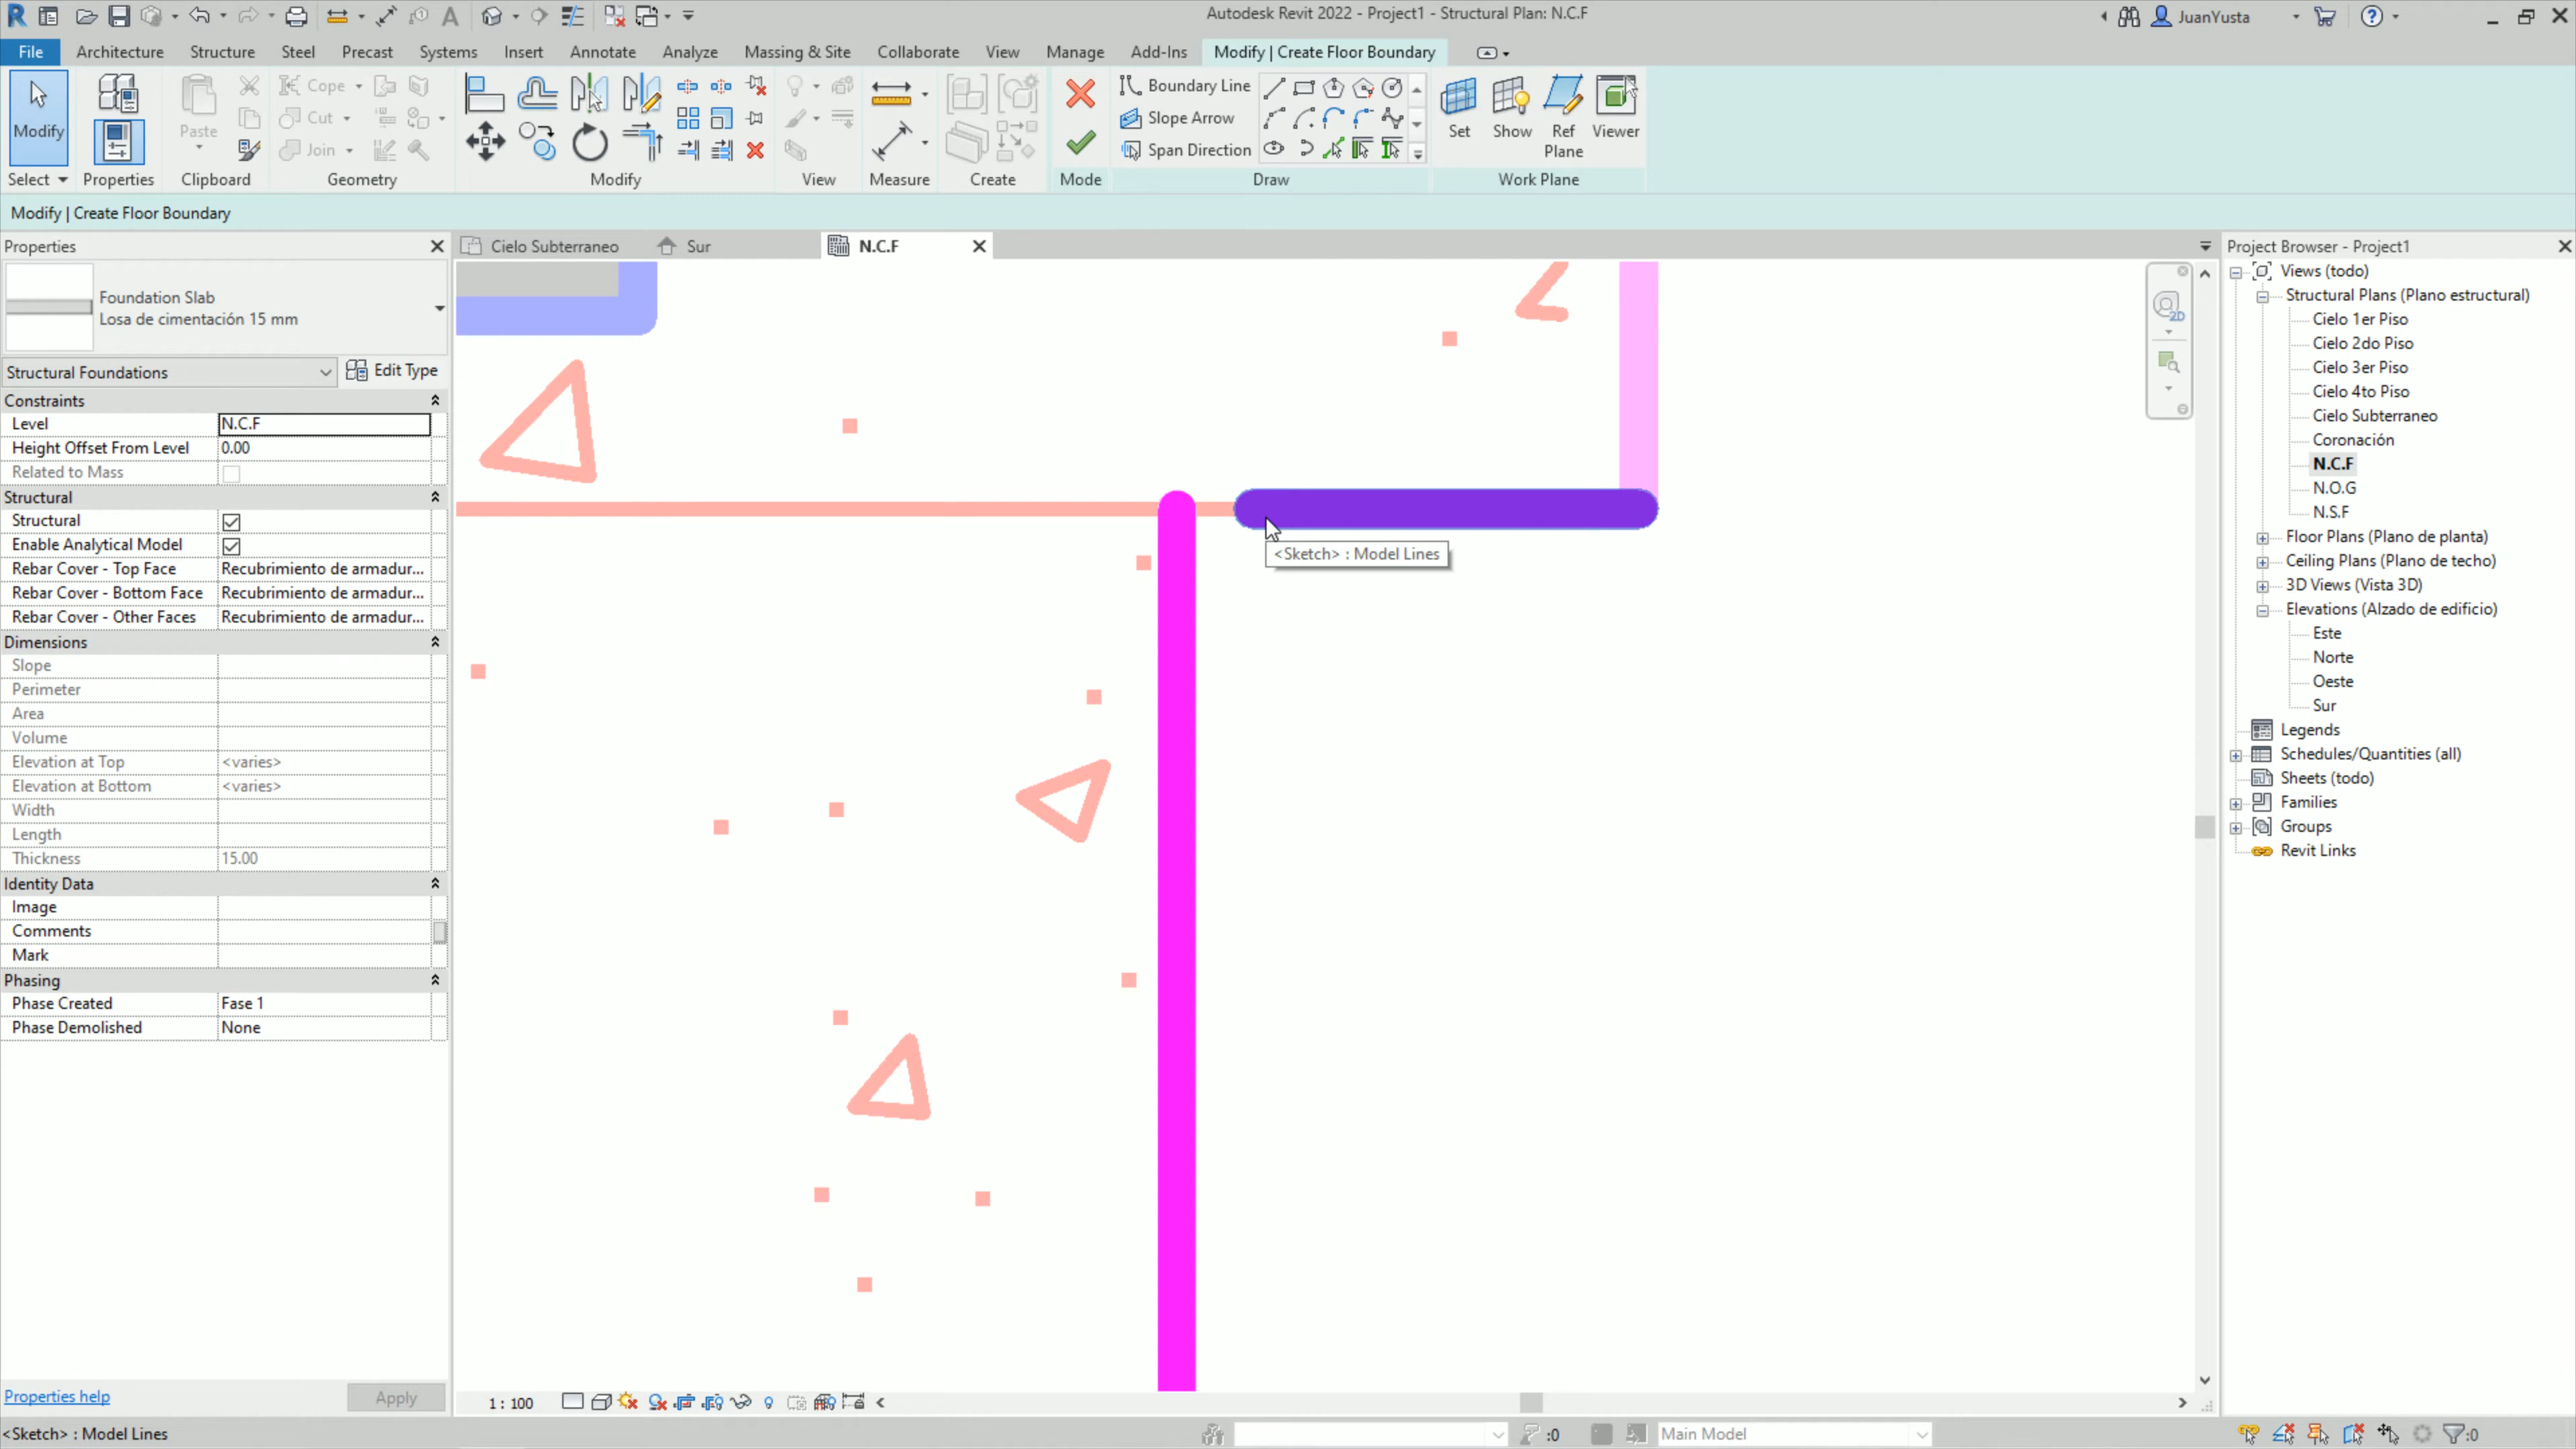 Autodesk Revit 2022 - Project1 - Structural Plan: N.C.F
JuanYusta
File Architecture Structure Steel Precast Systems Insert Annotate Analyze Massing & Site Collaborate View Manage Add-Ins Modify | Create Floor Boundary
Modify
Paste
Cope
Cut
Join
Boundary Line
Slope Arrow
Span Direction
Set Show Ref Plane Viewer
Select Properties Clipboard Geometry Modify View Measure Create Mode Draw Work Plane
Modify | Create Floor Boundary
Properties
Foundation Slab
Losa de cimentación 15 mm
Structural Foundations Edit Type
Constraints
Level N.C.F
Height Offset From Level 0.00
Related to Mass
Structural
Structural
Enable Analytical Model
Rebar Cover - Top Face Recubrimiento de armadur...
Rebar Cover - Bottom Face Recubrimiento de armadur...
Rebar Cover - Other Faces Recubrimiento de armadur...
Dimensions
Slope
Perimeter
Area
Volume
Elevation at Top <varies>
Elevation at Bottom <varies>
Width
Length
Thickness 15.00
Identity Data
Image
Comments
Mark
Phasing
Phase Created Fase 1
Phase Demolished None
Properties help Apply
Cielo Subterraneo Sur N.C.F
2D
<Sketch> : Model Lines
1 : 100
Project Browser - Project1
Views (todo)
Structural Plans (Plano estructural)
Cielo 1er Piso
Cielo 2do Piso
Cielo 3er Piso
Cielo 4to Piso
Cielo Subterraneo
Coronación
N.C.F
N.O.G
N.S.F
Floor Plans (Plano de planta)
Ceiling Plans (Plano de techo)
3D Views (Vista 3D)
Elevations (Alzado de edificio)
Este
Norte
Oeste
Sur
Legends
Schedules/Quantities (all)
Sheets (todo)
Families
Groups
Revit Links
<Sketch> : Model Lines :0 Main Model :0